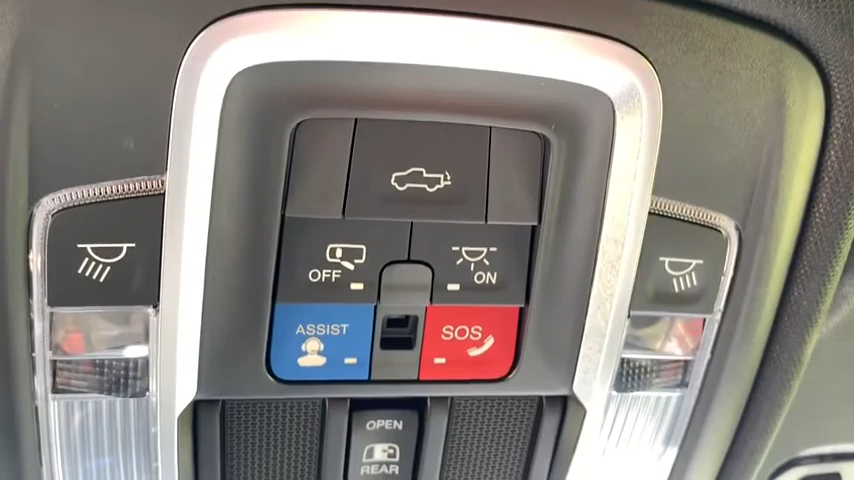 OFF
ON
ASSIST
SOS
OPEN
REAR